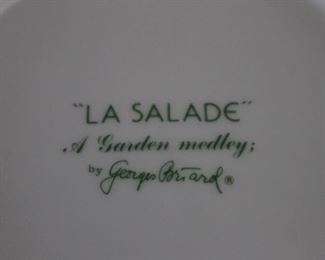 "LA SALADE"
A Garden medley;
by Georges Briard ®